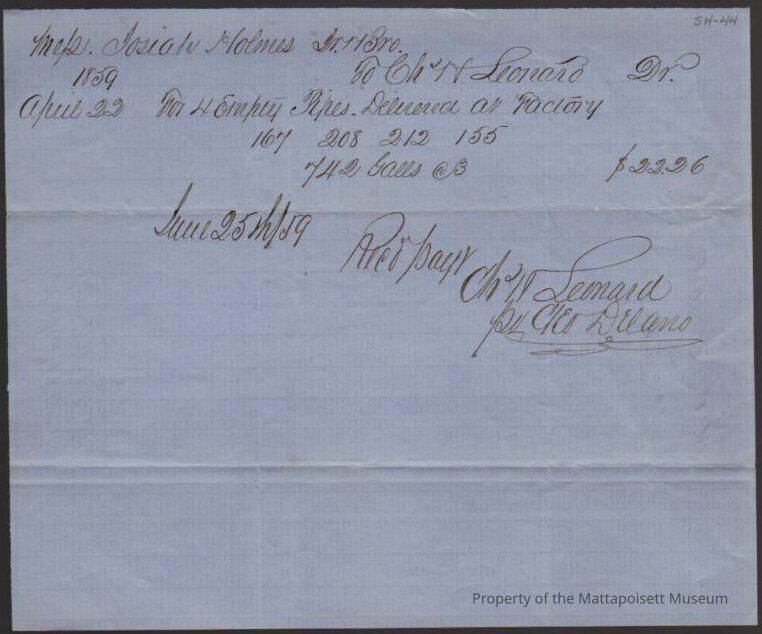 SH-44
Mess. Josiah Holmes Jr. & Bro.
1859 To Chs W Leonard Dr.
April 22 For 4 Empty Pipes. Delivered at Factory
167 208 212 155
742 Galls @3 $22.26
June 25th/59
Recd payt
Chs W Leonard
pr Geo Delano
Property of the Mattapoisett Museum